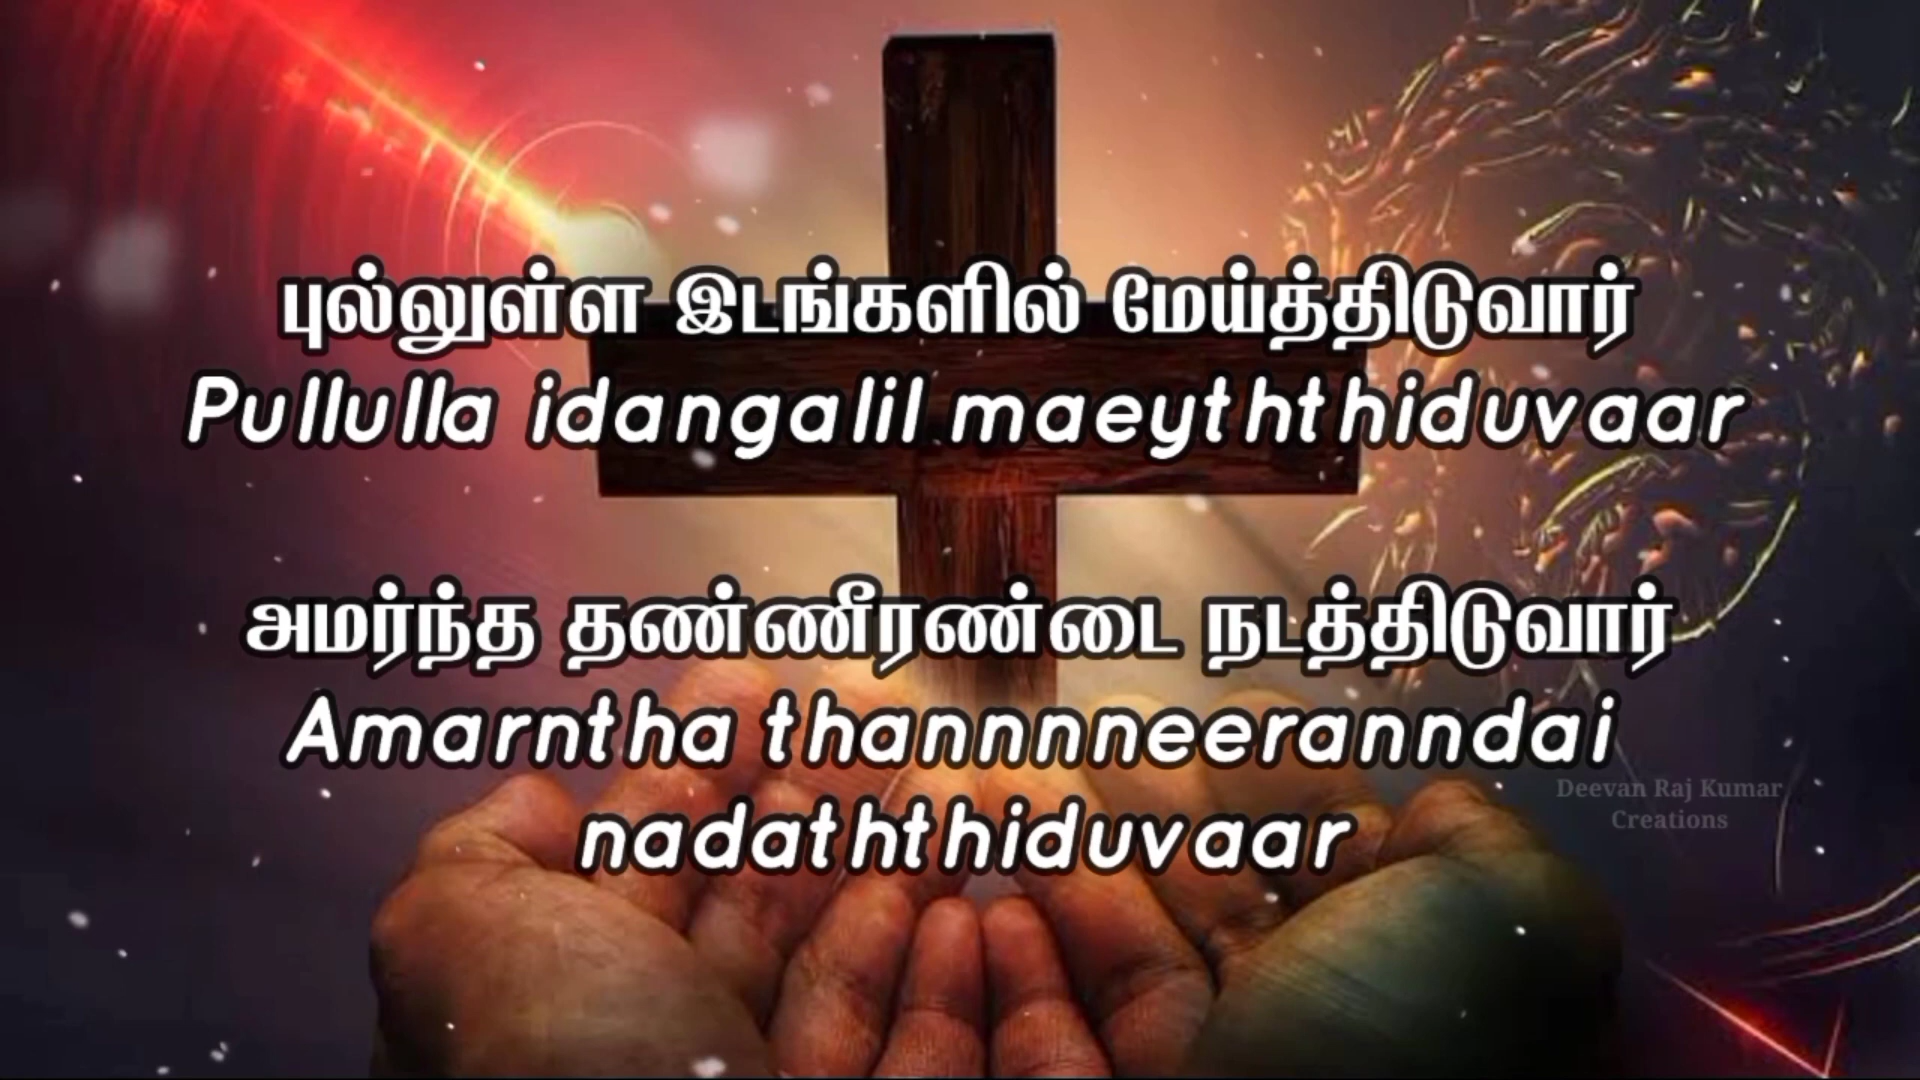 புல்லுள்ள இடங்களில் மேய்த்திடுவார்
Pullulla idangalil maeyththiduvaar
அமர்ந்த தண்ணீரண்டை நடத்திடுவார்
Amarntha thannnneeranndai
nadaththiduvaar
Deevan Raj Kumar
Creations